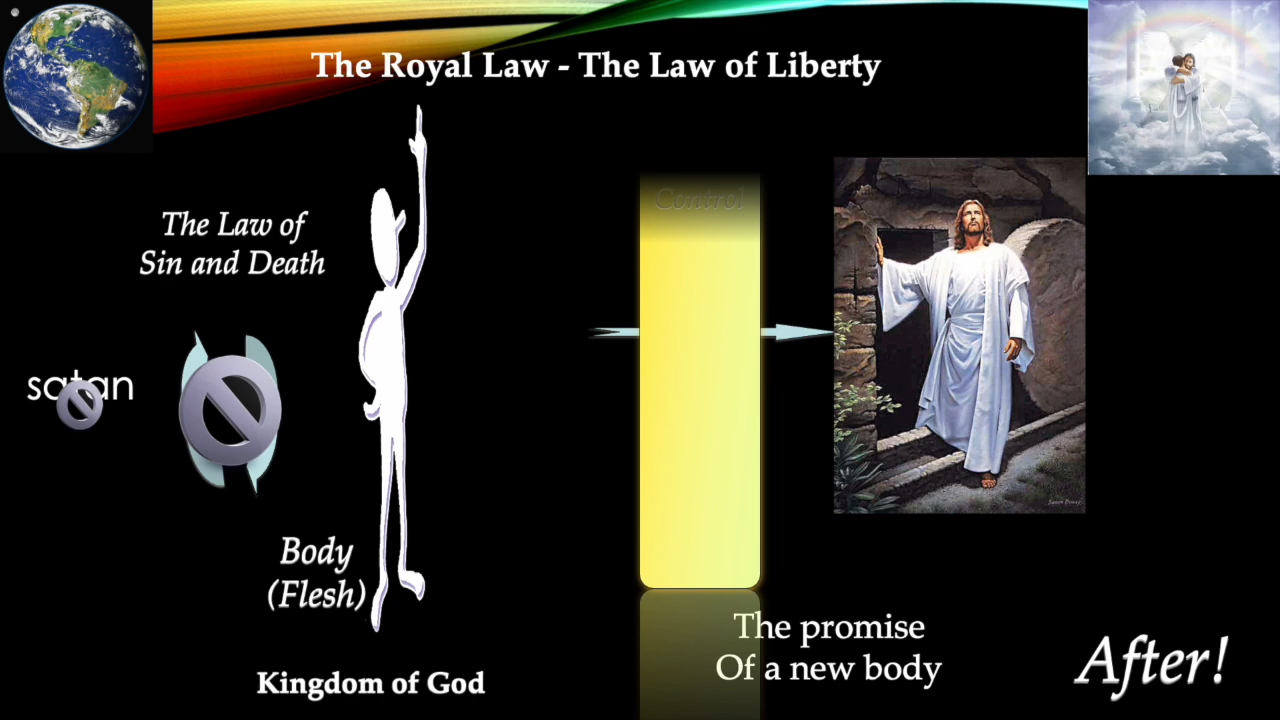 The Royal Law - The Law of Liberty
Control
The Law of
Sin and Death
satan
Body
(Flesh)
The promise
Of a new body
After!
Kingdom of God